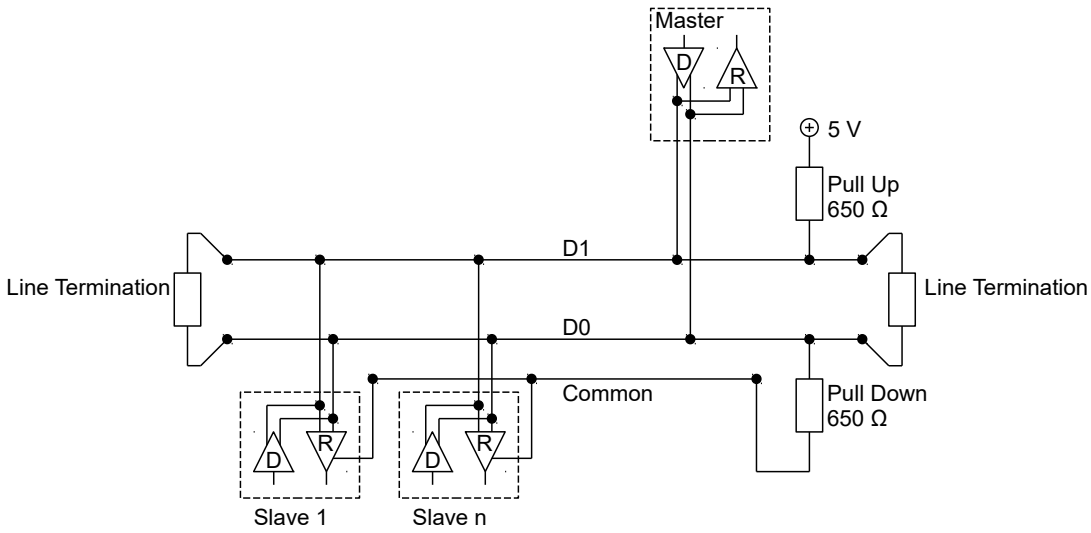 Master
D
R
5 V
Pull Up
650 Ω
D1
Line Termination
Line Termination
D0
Common
Pull Down
650 Ω
D
R
D
R
Slave 1
Slave n